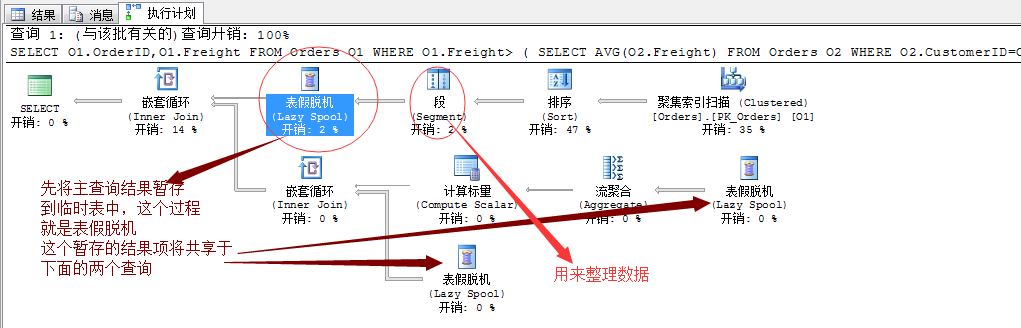 结果 消息 执行计划
查询 1: (与该批有关的)查询开销: 100%
SELECT O1.OrderID,O1.Freight FROM Orders O1 WHERE O1.Freight> ( SELECT AVG(O2.Freight) FROM Orders O2 WHERE O2.CustomerID=O
SELECT
开销: 0 %
嵌套循环
(Inner Join)
开销: 14 %
表假脱机
(Lazy Spool)
开销: 2 %
段
(Segment)
开销: 2 %
排序
(Sort)
开销: 47 %
聚集索引扫描 (Clustered)
[Orders].[PK_Orders] [O1]
开销: 35 %
嵌套循环
(Inner Join)
开销: 0 %
计算标量
(Compute Scalar)
开销: 0 %
流聚合
(Aggregate)
开销: 0 %
表假脱机
(Lazy Spool)
开销: 0 %
表假脱机
(Lazy Spool)
开销: 0 %
先将主查询结果暂存
到临时表中，这个过程
就是表假脱机
这个暂存的结果项将共享于
下面的两个查询
用来整理数据